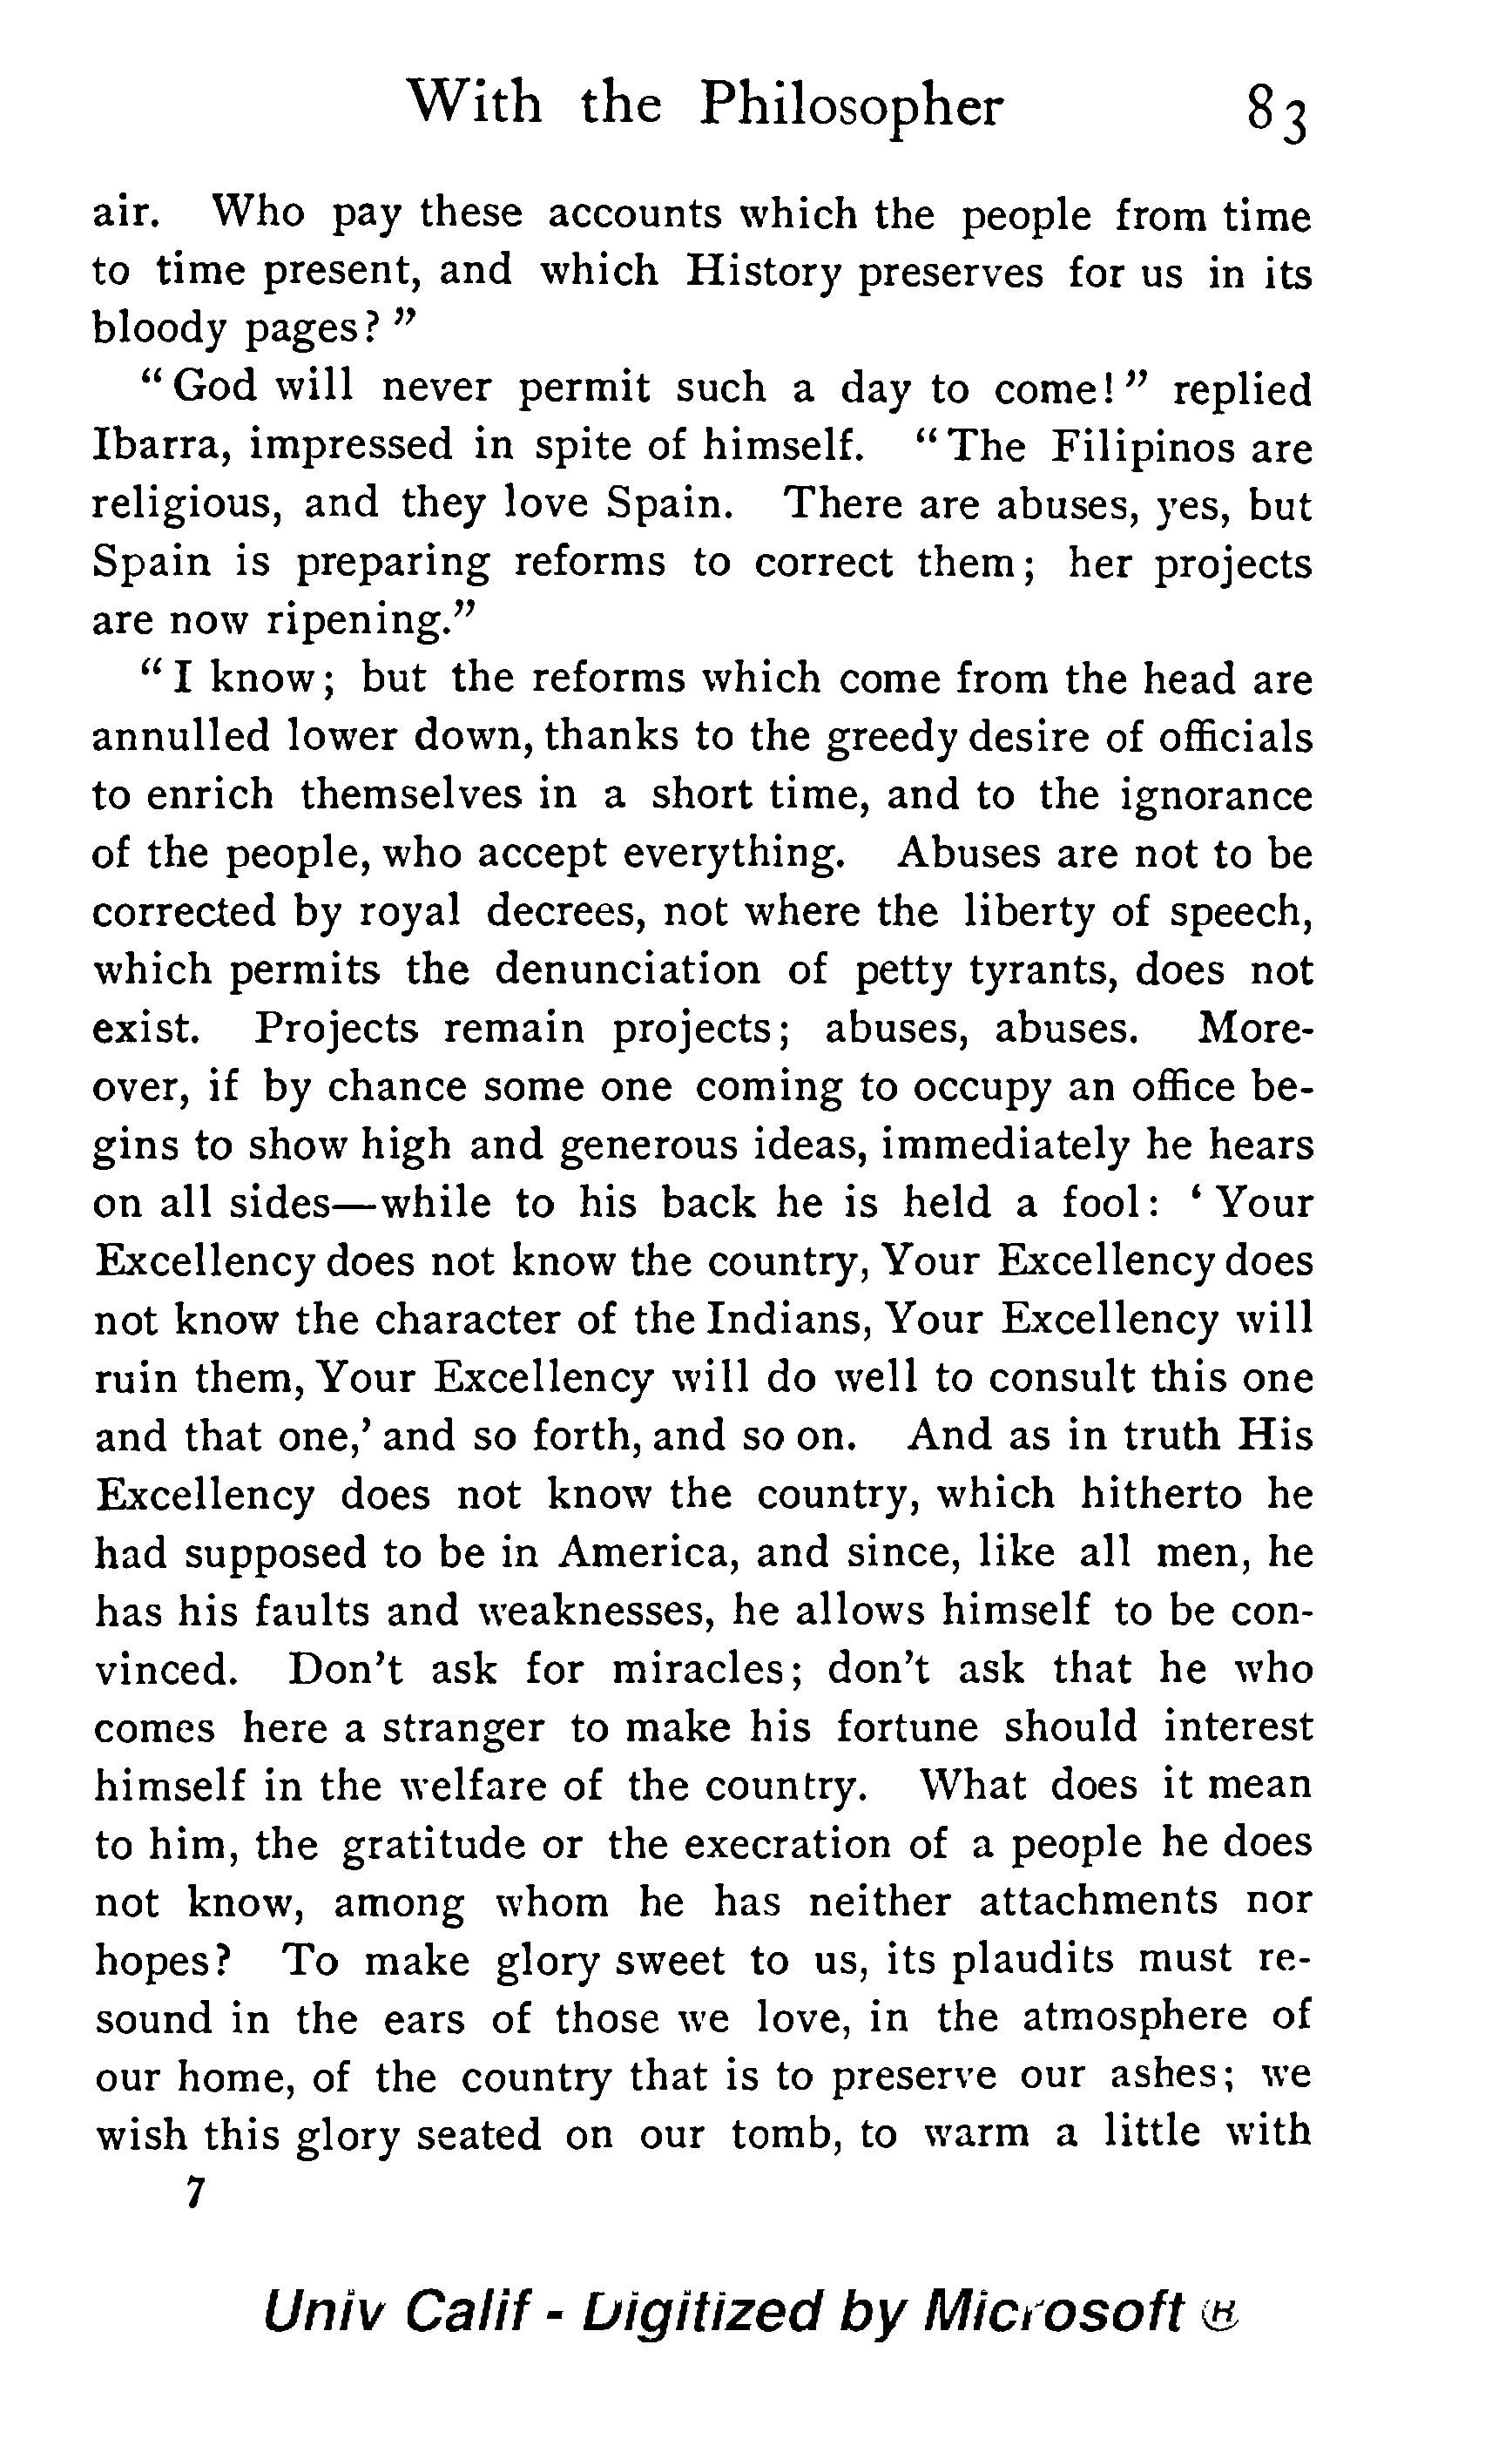 With the Philosopher 83
air. Who pay these accounts which the people from time
to time present, and which History preserves for us in its
bloody pages?”
“God will never permit such a day to come!” replied
Ibarra, impressed in spite of himself. “The Filipinos are
religious, and they love Spain. There are abuses, yes, but
Spain is preparing reforms to correct them; her projects
are now ripening.”
“I know; but the reforms which come from the head are
annulled lower down, thanks to the greedy desire of officials
to enrich themselves in a short time, and to the ignorance
of the people, who accept everything. Abuses are not to be
corrected by royal decrees, not where the liberty of speech,
which permits the denunciation of petty tyrants, does not
exist. Projects remain projects; abuses, abuses. More-
over, if by chance some one coming to occupy an office be-
gins to show high and generous ideas, immediately he hears
on all sides—while to his back he is held a fool: ‘Your
Excellency does not know the country, Your Excellency does
not know the character of the Indians, Your Excellency will
ruin them, Your Excellency will do well to consult this one
and that one,’ and so forth, and so on. And as in truth His
Excellency does not know the country, which hitherto he
had supposed to be in America, and since, like all men, he
has his faults and weaknesses, he allows himself to be con-
vinced. Don’t ask for miracles; don’t ask that he who
comes here a stranger to make his fortune should interest
himself in the welfare of the country. What does it mean
to him, the gratitude or the execration of a people he does
not know, among whom he has neither attachments nor
hopes? To make glory sweet to us, its plaudits must re-
sound in the ears of those we love, in the atmosphere of
our home, of the country that is to preserve our ashes; we
wish this glory seated on our tomb, to warm a little with
7
Univ Calif - Digitized by Microsoft ®